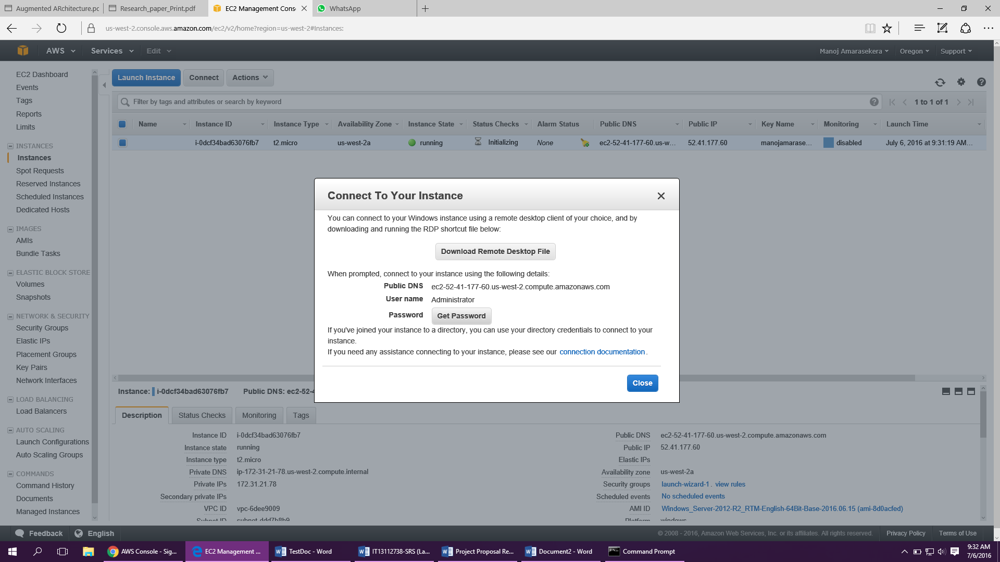 Augmented ARchitecture.pc
Research_paper_Print.pdf
EC2 Management Cons
WhatsApp
us-west-2.console.aws.amazon.com/ec2/v2/home?region=us-west-2#Instances:
AWS
Services
Edit
Manoj Amarasekera
Oregon
Support
EC2 Dashboard
Events
Tags
Reports
Limits
INSTANCES
Instances
Spot Requests
Reserved Instances
Scheduled Instances
Dedicated Hosts
IMAGES
AMIs
Bundle Tasks
ELASTIC BLOCK STORE
Volumes
Snapshots
NETWORK & SECURITY
Security Groups
Elastic IPs
Placement Groups
Key Pairs
Network Interfaces
LOAD BALANCING
Load Balancers
AUTO SCALING
Launch Configurations
Auto Scaling Groups
COMMANDS
Command History
Documents
Managed Instances
Launch Instance
Connect
Actions
Filter by tags and attributes or search by keyword
1 to 1 of 1
Name Instance ID Instance Type Availability Zone Instance State Status Checks Alarm Status Public DNS Public IP Key Name Monitoring Launch Time
i-0dcf34bad63076fb7 t2.micro us-west-2a running Initializing None ec2-52-41-177-60.us-w... 52.41.177.60 manojamarase... disabled July 6, 2016 at 9:31:19 AM...
Connect To Your Instance
You can connect to your Windows instance using a remote desktop client of your choice, and by
downloading and running the RDP shortcut file below:
Download Remote Desktop File
When prompted, connect to your instance using the following details:
Public DNS ec2-52-41-177-60.us-west-2.compute.amazonaws.com
User name Administrator
Password Get Password
If you've joined your instance to a directory, you can use your directory credentials to connect to your
instance.
If you need any assistance connecting to your instance, please see our connection documentation.
Close
Instance: i-0dcf34bad63076fb7 Public DNS: ec2-52-4
Description
Status Checks
Monitoring
Tags
Instance ID i-0dcf34bad63076fb7
Instance state running
Instance type t2.micro
Private DNS ip-172-31-21-78.us-west-2.compute.internal
Private IPs 172.31.21.78
Secondary private IPs
VPC ID vpc-6dee9009
Subnet ID subnet-ddd7b8b9
Public DNS ec2-52-41-177-60.us-west-2.compute.amazonaws.com
Public IP 52.41.177.60
Elastic IPs
Availability zone us-west-2a
Security groups launch-wizard-1. view rules
Scheduled events No scheduled events
AMI ID Windows_Server-2012-R2_RTM-English-64Bit-Base-2016.06.15 (ami-8d0acfed)
Platform windows
Feedback
English
© 2008 - 2016, Amazon Web Services, Inc. or its affiliates. All rights reserved.
Privacy Policy
Terms of Use
AWS Console - Sig...
EC2 Management ...
TestDoc - Word
IT13112738-SRS (La...
Project Proposal Re...
Document2 - Word
Command Prompt
9:32 AM
7/6/2016